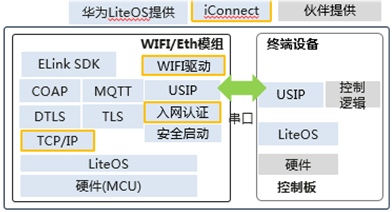 华为LiteOS提供 iConnect 伙伴提供
WIFI/Eth模组 终端设备
ELink SDK WIFI驱动
COAP MQTT USIP USIP 控制逻辑
DTLS TLS 入网认证 串口
TCP/IP 安全启动 LiteOS
LiteOS 硬件
硬件(MCU) 控制板